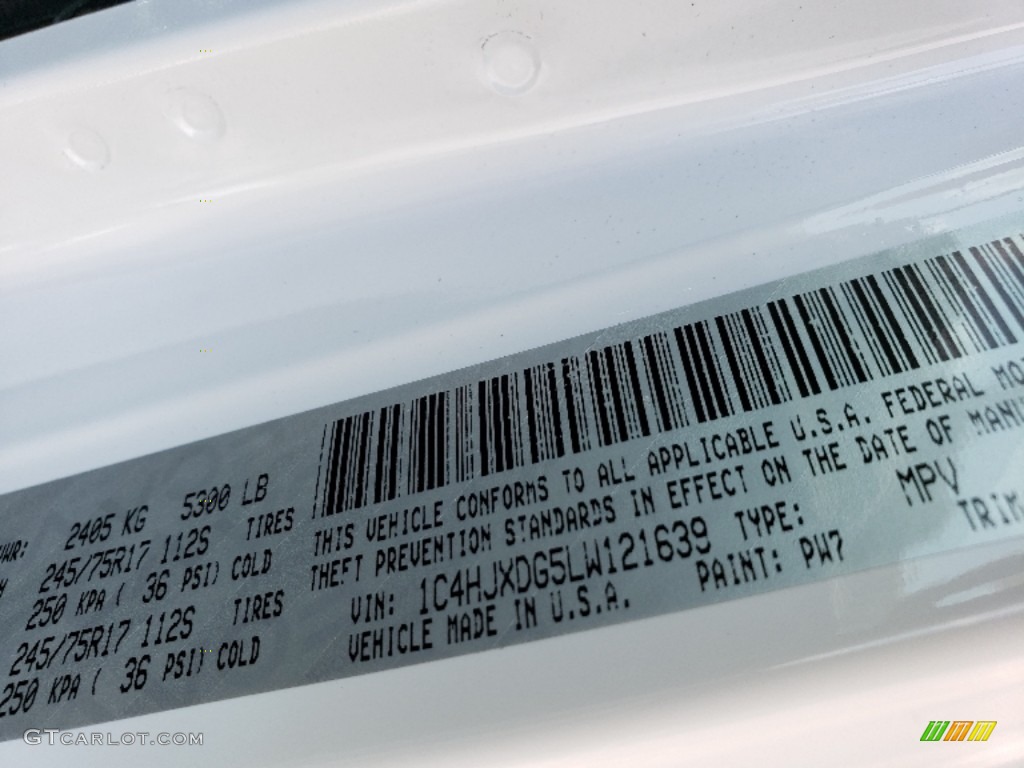 2405 KG 5300 LB
245/75R17 112S TIRES
250 KPA ( 36 PSI) COLD
245/75R17 112S TIRES
250 KPA ( 36 PSI) COLD
THIS VEHICLE CONFORMS TO ALL APPLICABLE U.S.A. FEDERAL
THEFT PREVENTION STANDARDS IN EFFECT ON THE DATE OF
VIN: 1C4HJXDG5LW121639 TYPE: MPV
VEHICLE MADE IN U.S.A. PAINT: PW7 TRIM
GTCARLOT.COM